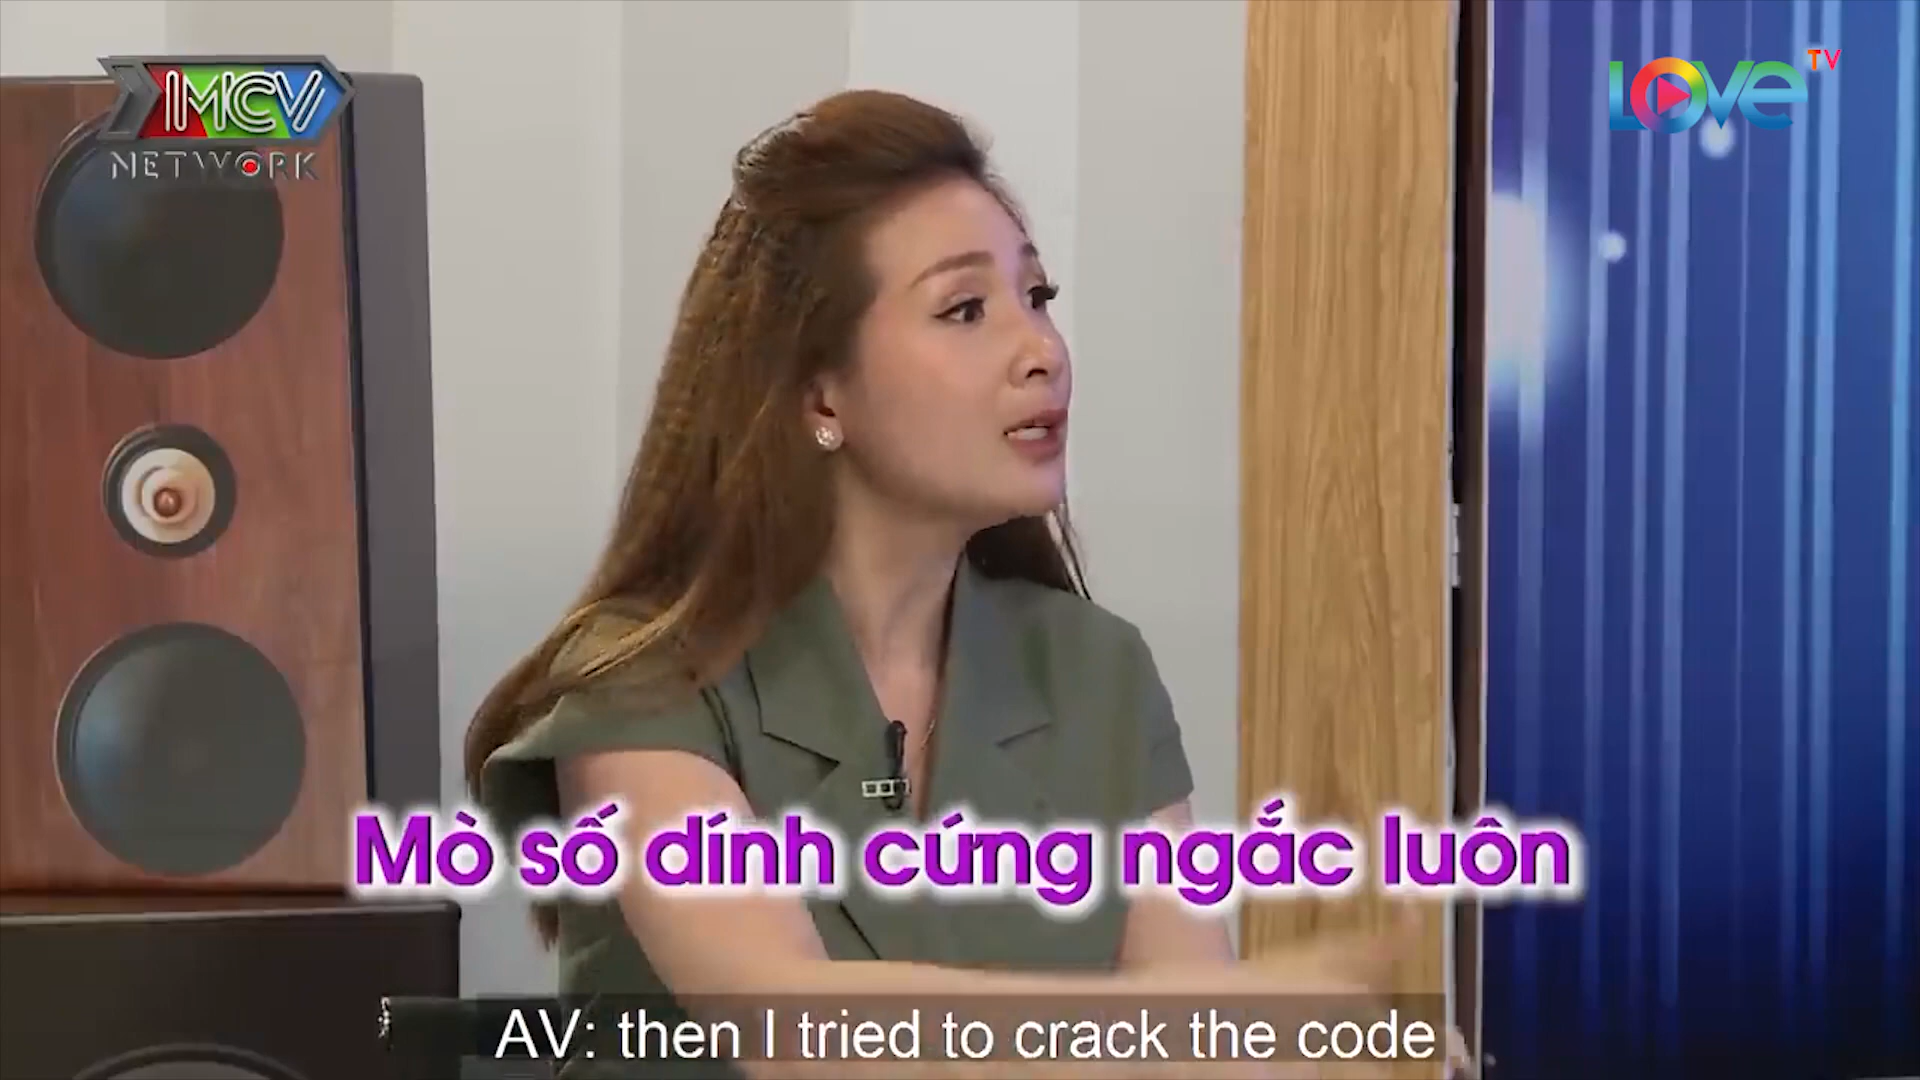 MCV
NETWORK
Love TV
Mò số dính cứng ngắc luôn
AV: then I tried to crack the code